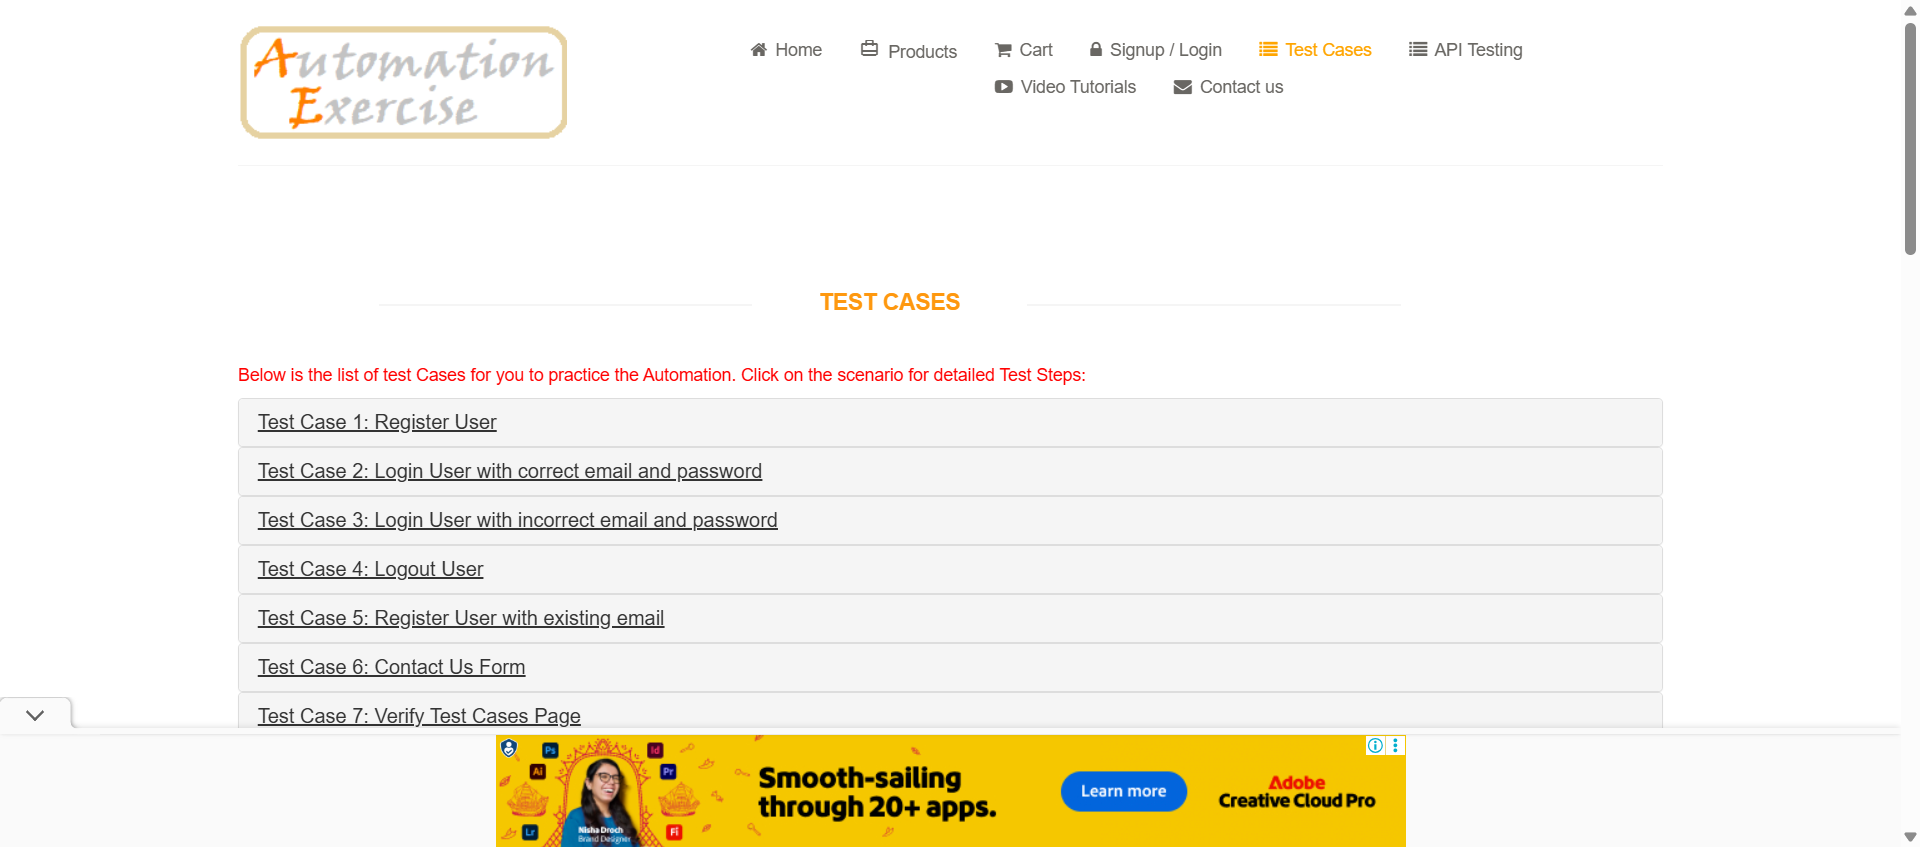 Automation
Exercise
Home
Products
Cart
Signup / Login
Test Cases
API Testing
Video Tutorials
Contact us
TEST CASES
Below is the list of test Cases for you to practice the Automation. Click on the scenario for detailed Test Steps:
Test Case 1: Register User
Test Case 2: Login User with correct email and password
Test Case 3: Login User with incorrect email and password
Test Case 4: Logout User
Test Case 5: Register User with existing email
Test Case 6: Contact Us Form
Test Case 7: Verify Test Cases Page
Ps
Id
Ai
Pr
Lr
Fi
Nisha Droch
Brand Designer
Smooth-sailing
through 20+ apps.
Learn more
Adobe
Creative Cloud Pro